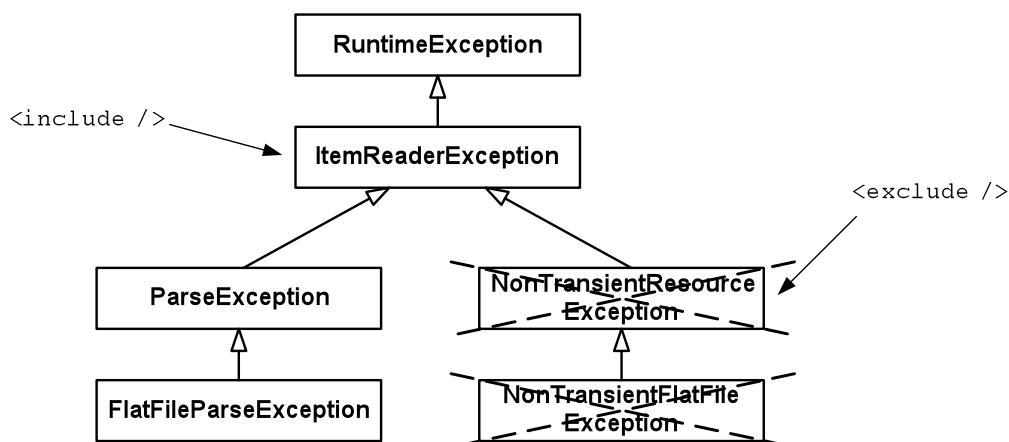 RuntimeException
<include />
ItemReaderException
<exclude />
ParseException
NonTransientResource
Exception
FlatFileParseException
NonTransientFlatFile
Exception